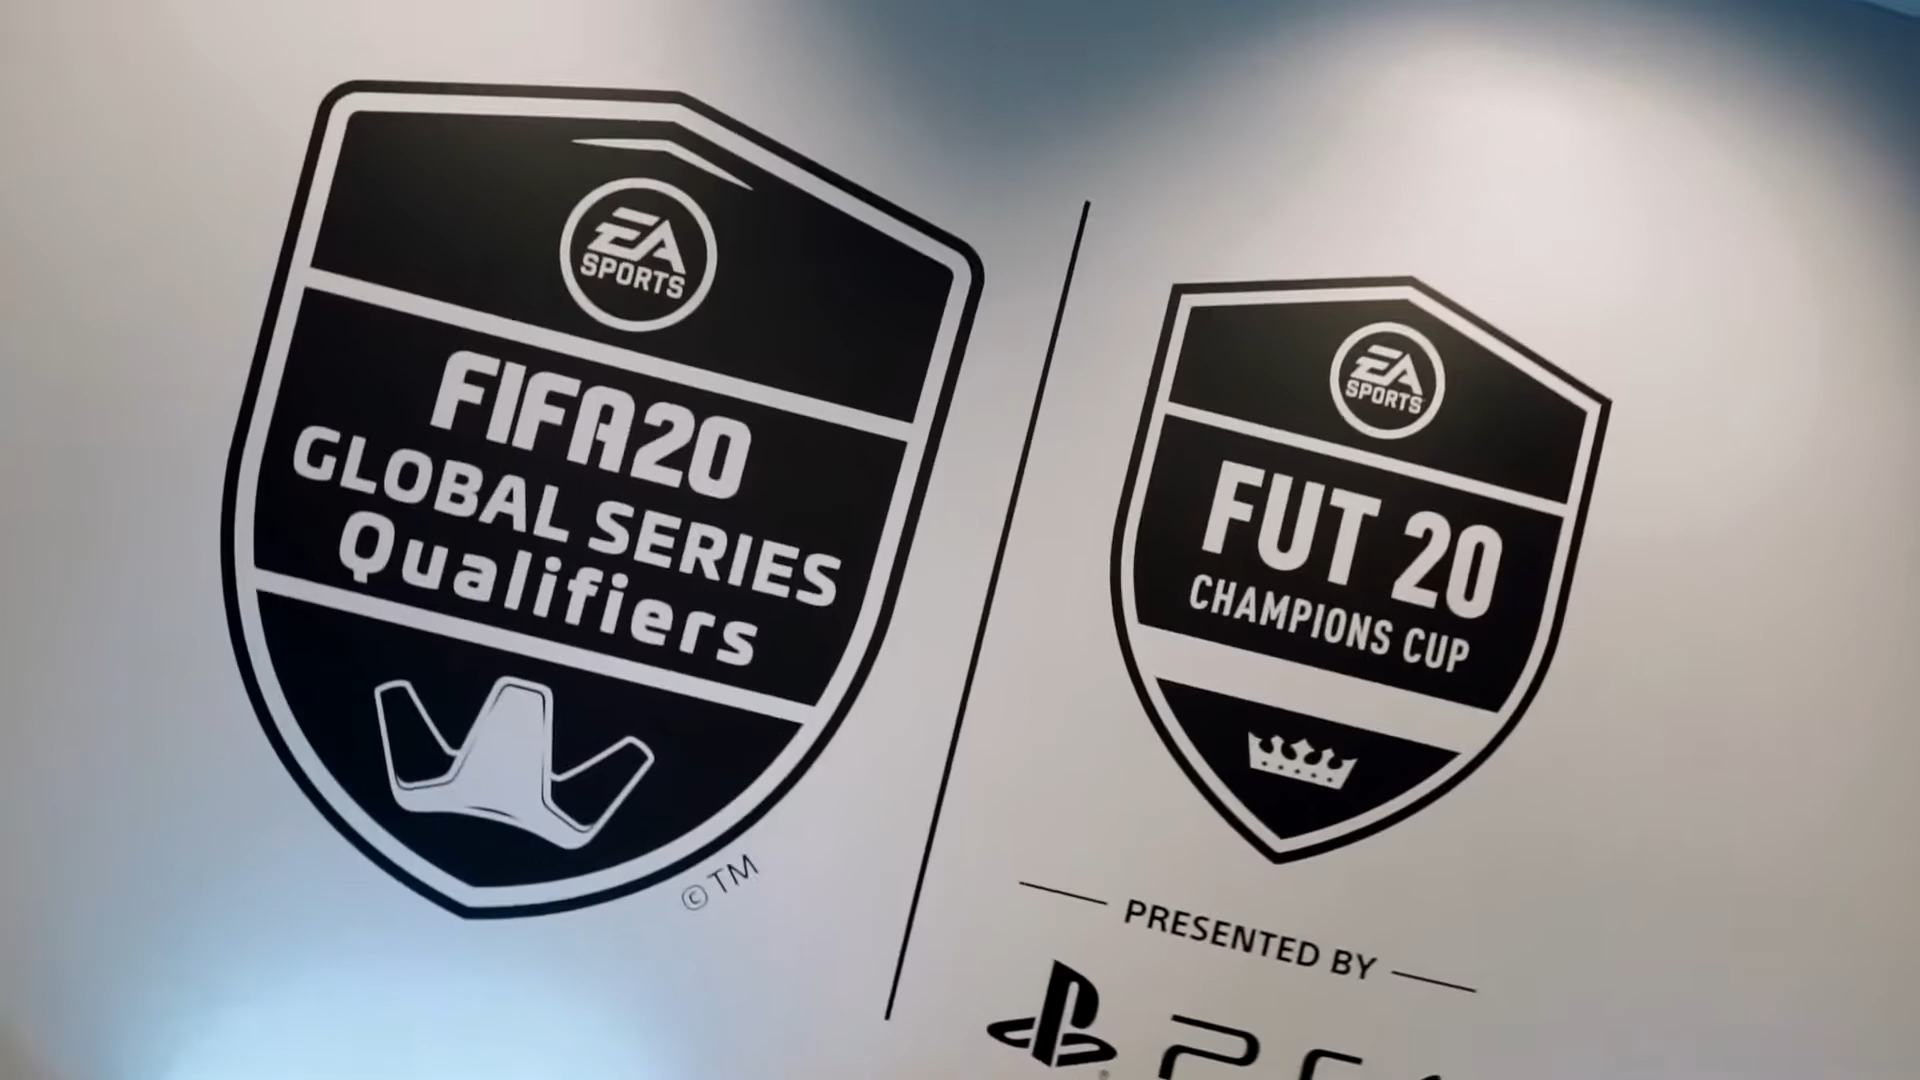 EA
SPORTS
FIFA20
GLOBAL SERIES
Qualifiers
© TM
EA
SPORTS
FUT 20
CHAMPIONS CUP
PRESENTED BY